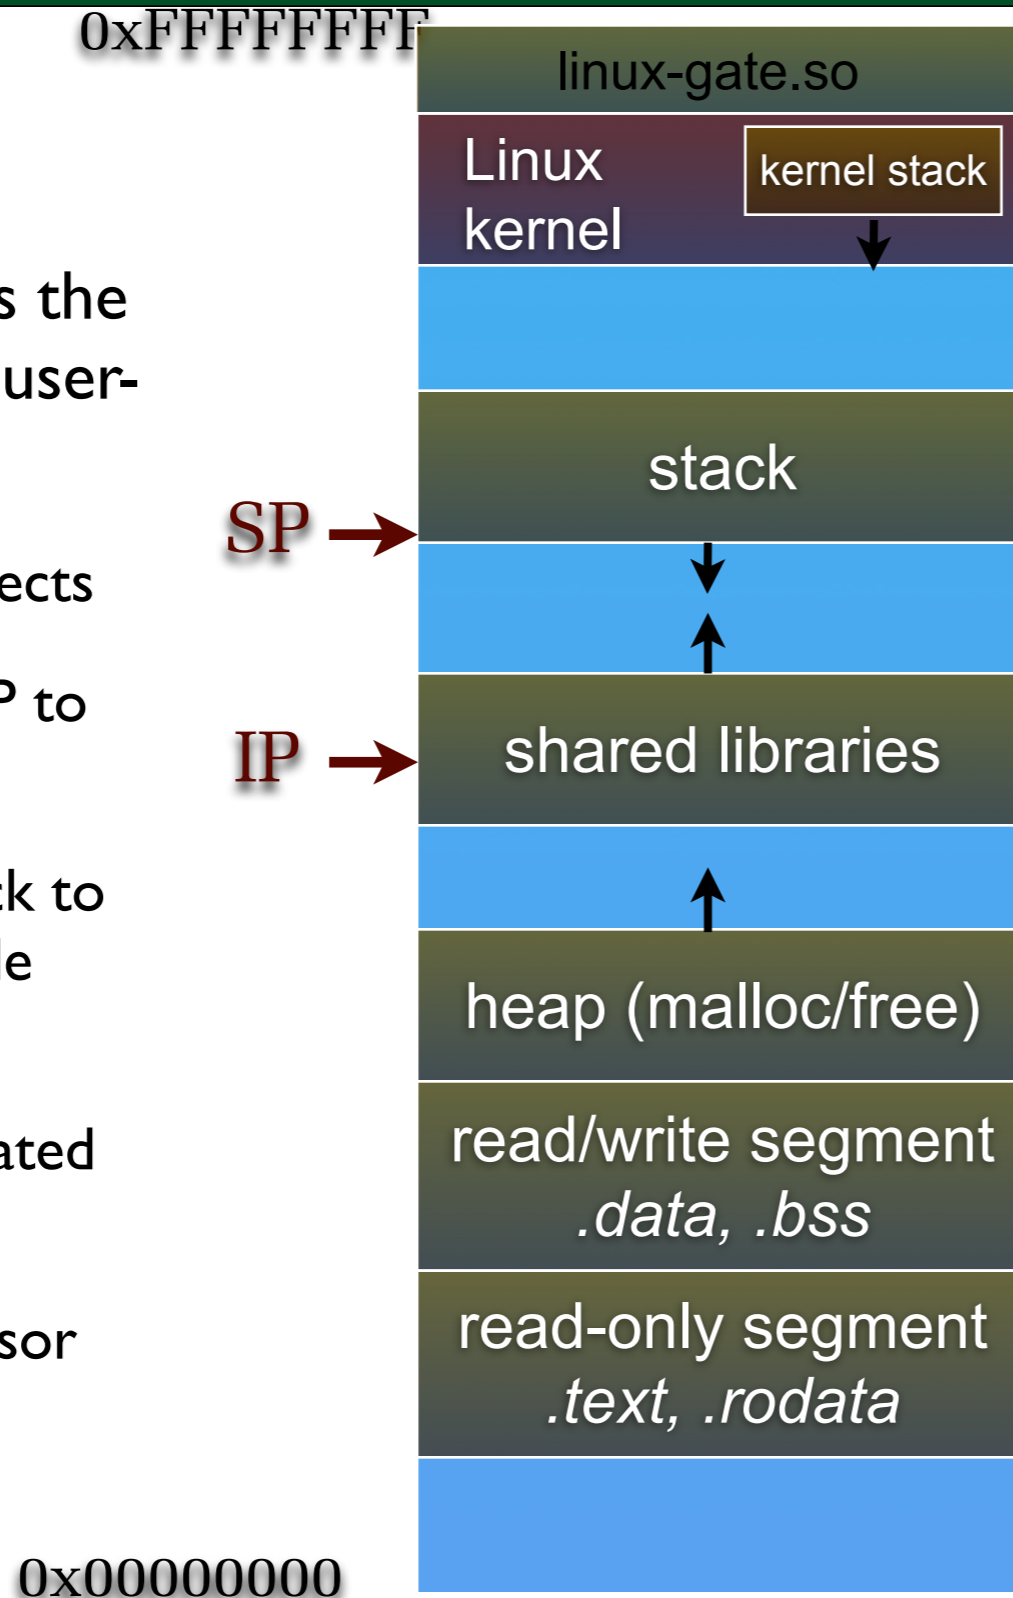 0xFFFFFFFF
linux-gate.so
Linux
kernel
kernel stack
s the
user-
stack
SP
ects
P to
IP
shared libraries
ck to
le
heap (malloc/free)
ated
read/write segment
.data, .bss
sor
read-only segment
.text, .rodata
0x00000000